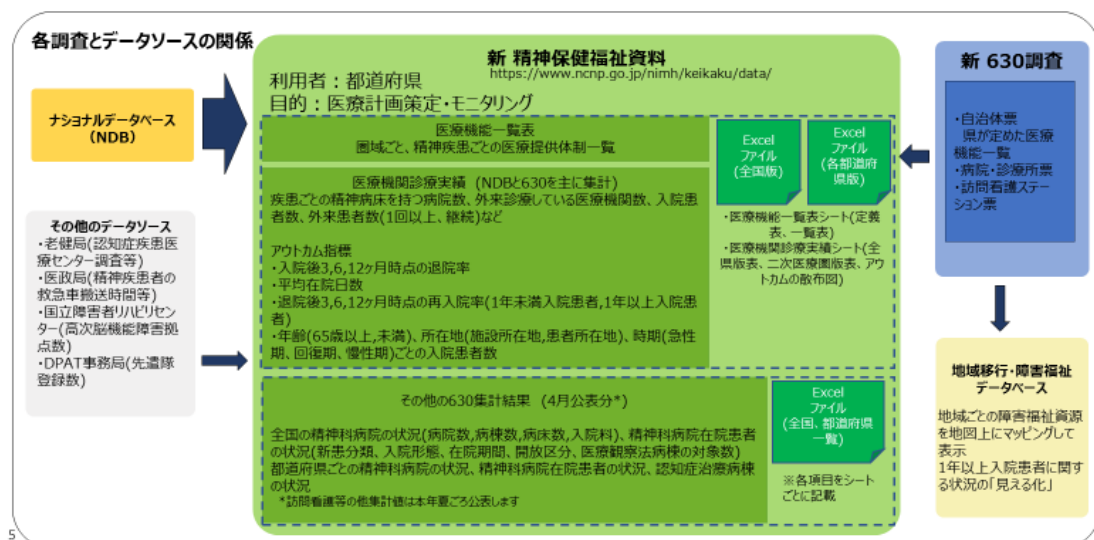 各調査とデータソースの関係
ナショナルデータベース
(NDB)
その他のデータソース
・老健局(認知症疾患医
療センター調査等)
・医政局(精神疾患者の
救急車搬送時間等)
・国立障害者リハビリセン
ター(高次脳機能障害拠
点数)
・DPAT事務局(先遣隊
登録数)
新 精神保健福祉資料
https://www.ncnp.go.jp/nimh/keikaku/data/
利用者：都道府県
目的：医療計画策定・モニタリング
医療機能一覧表
圏域ごと、精神疾患ごとの医療提供体制一覧
医療機関診療実績 (NDBと630を主に集計)
疾患ごとの精神病床を持つ病院数、外来診療している医療機関数、入院患
者数、外来患者数(1回以上、継続)など
アウトカム指標
・入院後3,6,12ヶ月時点の退院率
・平均在院日数
・退院後3,6,12ヶ月時点の再入院率(1年未満入院患者,1年以上入院患
者)
・年齢(65歳以上,未満)、所在地(施設所在地,患者所在地)、時期(急性
期、回復期、慢性期)ごとの入院患者数
Excel
ファイル
(全国版)
Excel
ファイル
(各都道府
県版)
・医療機能一覧表シート(定義
表、一覧表)
・医療機関診療実績シート(全
県版表、二次医療圏版表、アウ
トカムの散布図)
その他の630集計結果 (4月公表分*)
全国の精神科病院の状況(病院数,病棟数,病床数,入院料)、精神科病院在院患者
の状況(新患分類、入院形態、在院期間、開放区分、医療観察法病棟の対象数)
都道府県ごとの精神科病院の状況、精神科病院在院患者の状況、認知症治療病棟
の状況
*訪問看護等の他集計値は本年夏ごろ公表します
Excel
ファイル
(全国、都道府県
一覧)
※各項目をシート
ごとに記載
新 630調査
・自治体票
県が定めた医療
機能一覧
・病院・診療所票
・訪問看護ステー
ション票
地域移行・障害福祉
データベース
地域ごとの障害福祉資源
を地図上にマッピングして
表示
1年以上入院患者に関す
る状況の「見える化」
5